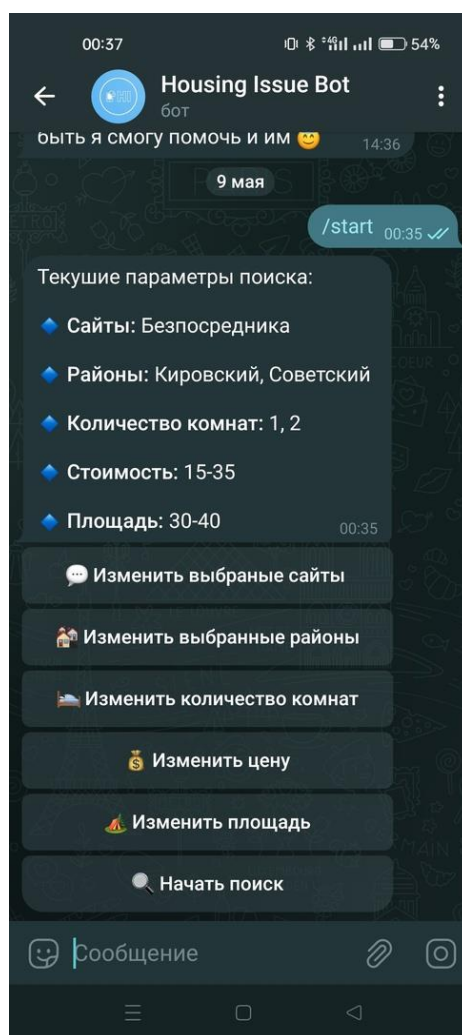 00:37
4G
54%
Housing Issue Bot
бот
быть я смогу помочь и им 😊 14:36
9 мая
/start 00:35
Текушие параметры поиска:
🔹 Сайты: Безпосредника
🔹 Районы: Кировский, Советский
🔹 Количество комнат: 1, 2
🔹 Стоимость: 15-35
🔹 Площадь: 30-40
00:35
💬 Изменить выбраные сайты
🏘 Изменить выбранные районы
🛌 Изменить количество комнат
💰 Изменить цену
🏕 Изменить площадь
🔍 Начать поиск
Сообщение